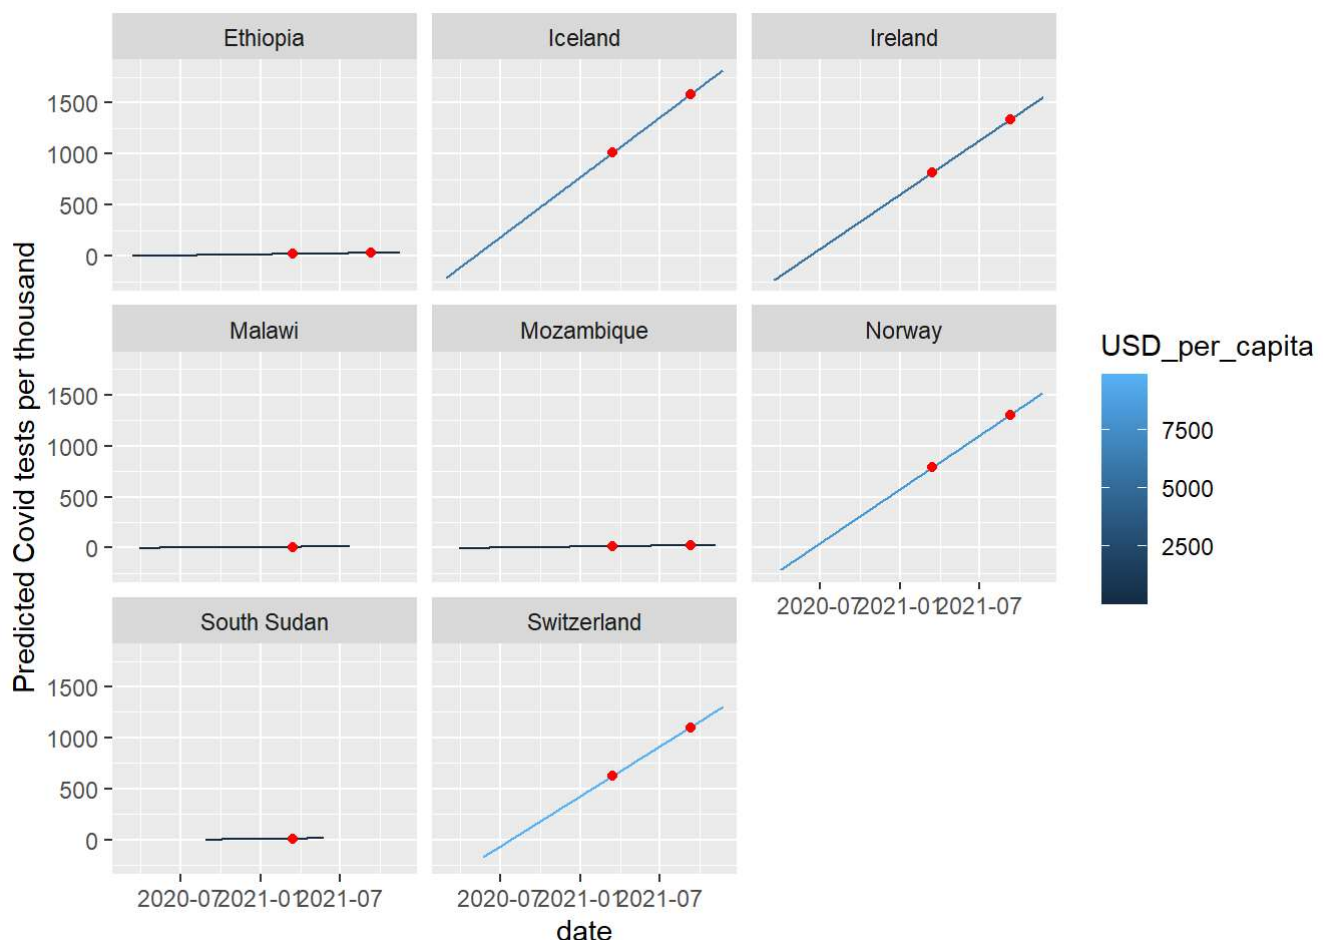 Ethiopia
Iceland
Ireland
1500
1000
500
0
Malawi
Mozambique
Norway
1500
1000
500
0
2020-07 2021-01 2021-07
South Sudan
Switzerland
1500
1000
500
0
2020-07 2021-01 2021-07
2020-07 2021-01 2021-07
date
Predicted Covid tests per thousand
USD_per_capita
7500
5000
2500